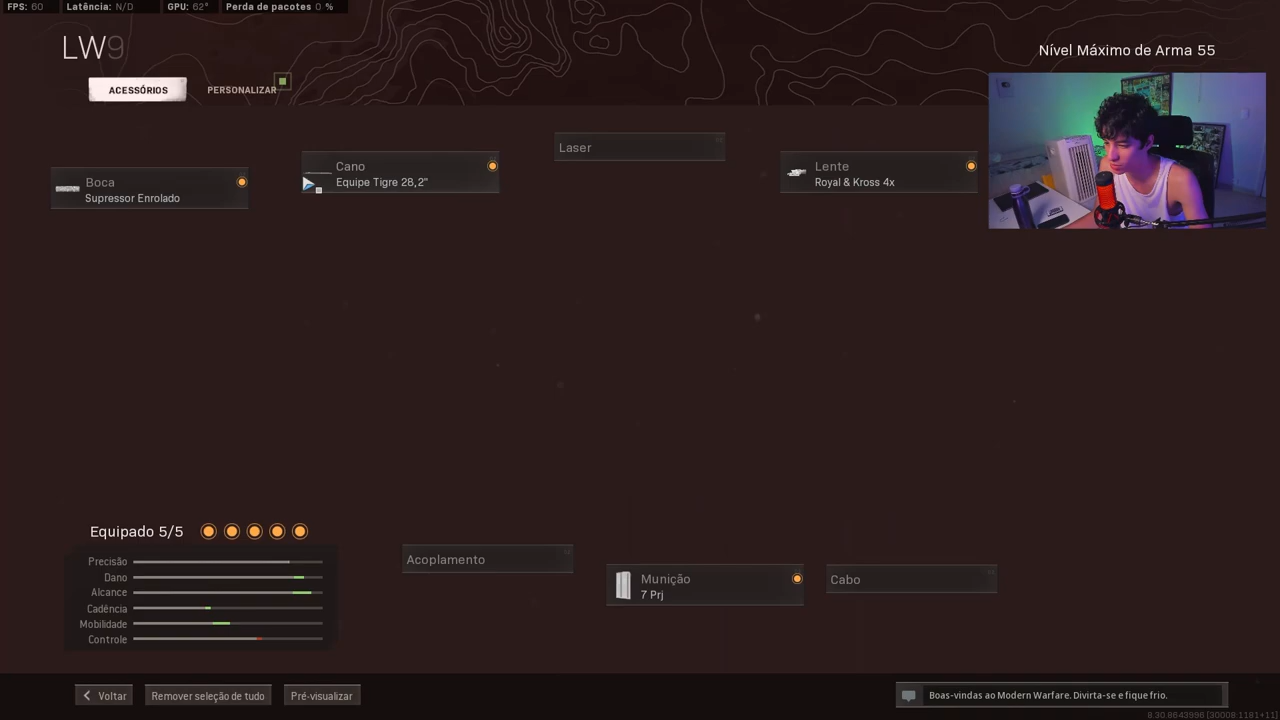 FPS: 60 Latência: N/D GPU: 62° Perda de pacotes 0 %
LW9
Nível Máximo de Arma 55
ACESSÓRIOS
PERSONALIZAR
Laser
Boca
Supressor Enrolado
Cano
Equipe Tigre 28,2"
Lente
Royal & Kross 4x
Equipado 5/5
Precisão
Dano
Alcance
Cadência
Mobilidade
Controle
Acoplamento
Munição
7 Prj
Cabo
Voltar
Remover seleção de tudo
Pré-visualizar
Boas-vindas ao Modern Warfare. Divirta-se e fique frio.